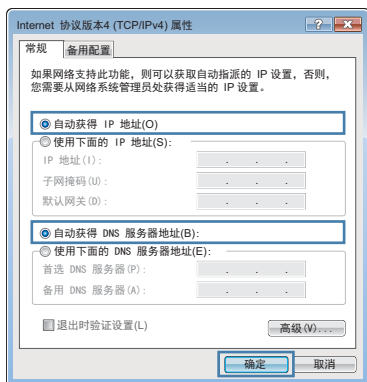 Internet 协议版本4 (TCP/IPv4) 属性
常规 备用配置
如果网络支持此功能，则可以获取自动指派的 IP 设置，否则，
您需要从网络系统管理员处获得适当的 IP 设置。
自动获得 IP 地址(O)
使用下面的 IP 地址(S):
IP 地址(I):
子网掩码(U):
默认网关(D):
自动获得 DNS 服务器地址(B):
使用下面的 DNS 服务器地址(E):
首选 DNS 服务器(P):
备用 DNS 服务器(A):
退出时验证设置(L)
高级(V)...
确定 取消